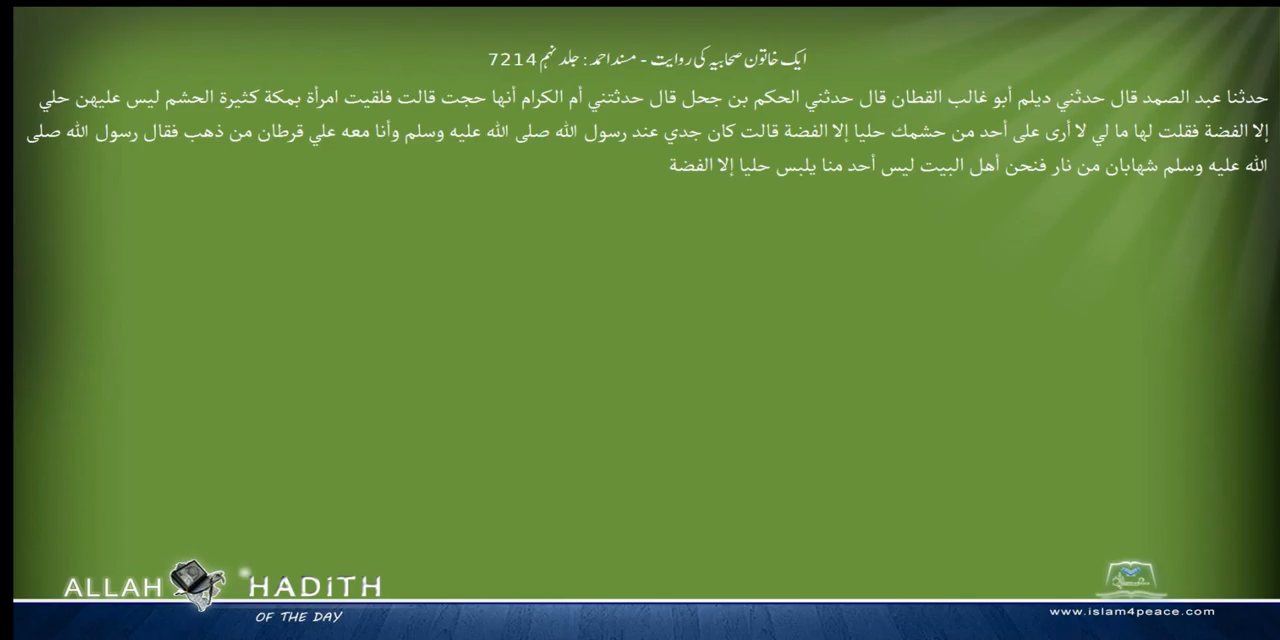 ایک خاتون صحابیہ کی روایت - مسند احمد : جلد نہم 7214
حدثنا عبد الصمد قال حدثني ديلم أبو غالب القطان قال حدثني الحكم بن جحل قال حدثتني أم الكرام أنها حجت قالت فلقيت امرأة بمكة كثيرة الحشم ليس عليهن حلي
إلا الفضة فقلت لها ما لي لا أرى على أحد من حشمك حليا إلا الفضة قالت كان جدي عند رسول الله صلى الله عليه وسلم وأنا معه علي قرطان من ذهب فقال رسول الله صلى
الله عليه وسلم شهابان من نار فنحن أهل البيت ليس أحد منا يلبس حليا إلا الفضة
ALLAH HADITH
OF THE DAY
www.islam4peace.com